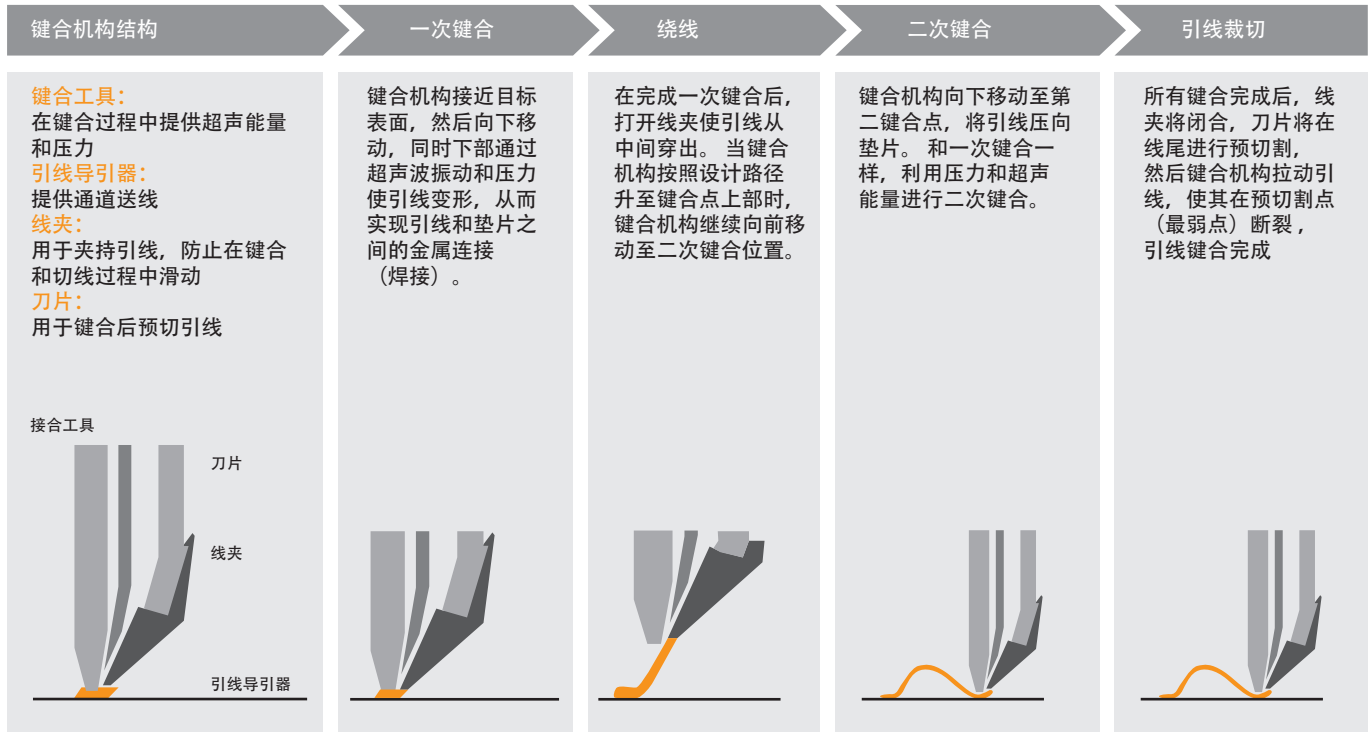 键合机构结构
一次键合
绕线
二次键合
引线裁切
键合工具：
在键合过程中提供超声能量
和压力
引线导引器：
提供通道送线
线夹：
用于夹持引线，防止在键合
和切线过程中滑动
刀片：
用于键合后预切引线
接合工具
刀片
线夹
引线导引器
键合机构接近目标
表面，然后向下移
动，同时下部通过
超声波振动和压力
使引线变形，从而
实现引线和垫片之
间的金属连接
（焊接）。
在完成一次键合后，
打开线夹使引线从
中间穿出。 当键合
机构按照设计路径
升至键合点上部时，
键合机构继续向前移
动至二次键合位置。
键合机构向下移动至第
二键合点，将引线压向
垫片。 和一次键合一
样，利用压力和超声
能量进行二次键合。
所有键合完成后，线
夹将闭合，刀片将在
线尾进行预切割，
然后键合机构拉动引
线，使其在预切割点
（最弱点）断裂，
引线键合完成